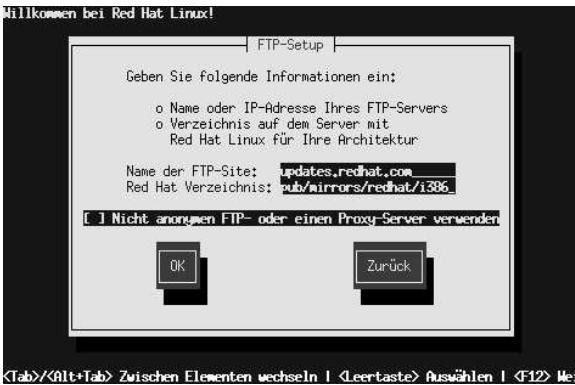 Willkommen bei Red Hat Linux!
FTP-Setup
Geben Sie folgende Informationen ein:
o Name oder IP-Adresse Ihres FTP-Servers
o Verzeichnis auf dem Server mit
Red Hat Linux für Ihre Architektur
Name der FTP-Site: updates.redhat.com______
Red Hat Verzeichnis: pub/mirrors/redhat/i386_
[ ] Nicht anonymen FTP- oder einen Proxy-Server verwenden
OK Zurück
<Tab>/<Alt+Tab> Zwischen Elementen wechseln | <Leertaste> Auswählen | <F12> We